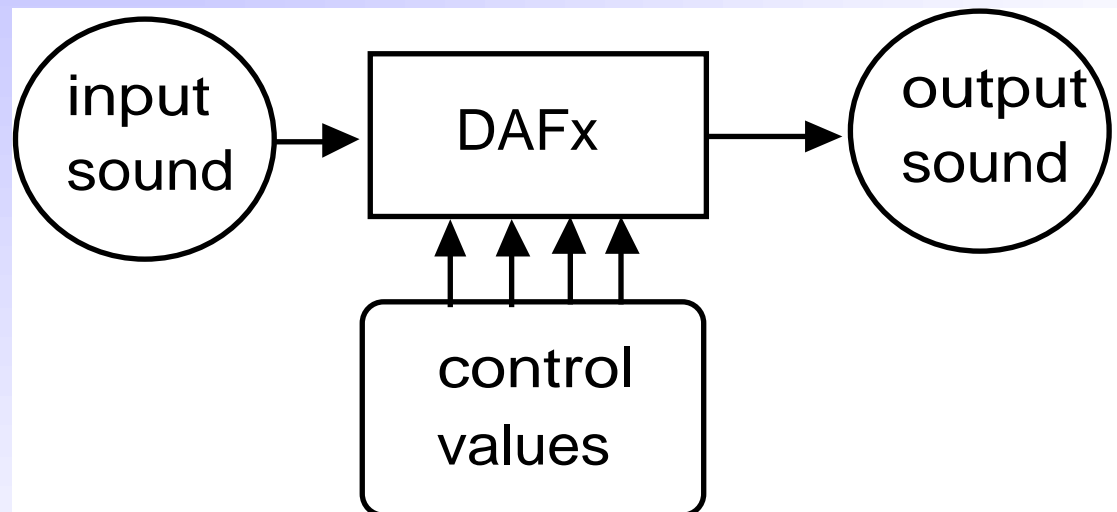 input
sound
DAFx
output
sound
control
values